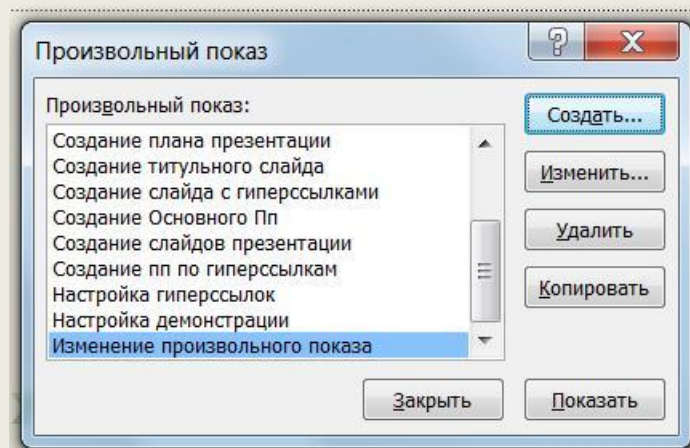 Произвольный показ
Произвольный показ:
Создание плана презентации
Создание титульного слайда
Создание слайда с гиперссылками
Создание Основного Пп
Создание слайдов презентации
Создание пп по гиперссылкам
Настройка гиперссылок
Настройка демонстрации
Изменение произвольного показа
Создать...
Изменить...
Удалить
Копировать
Закрыть
Показать